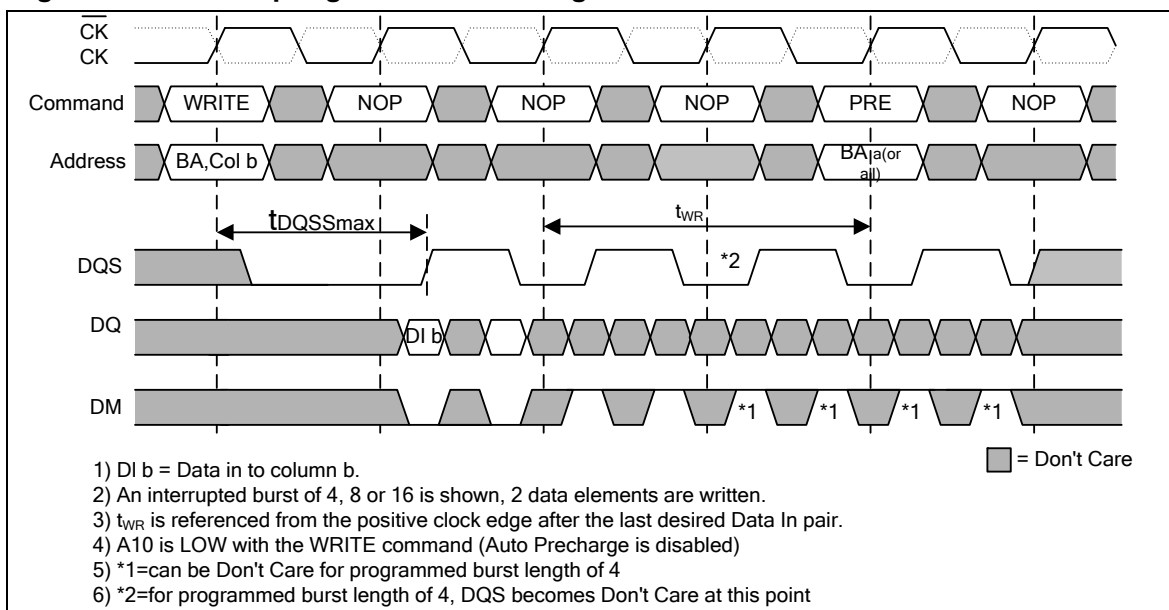 CK
CK
Command WRITE NOP NOP NOP PRE NOP
Address BA,Col b BA a(or all)
tDQSSmax tWR
DQS *2
DQ DI b
DM *1 *1 *1 *1
= Don't Care
1) DI b = Data in to column b.
2) An interrupted burst of 4, 8 or 16 is shown, 2 data elements are written.
3) tWR is referenced from the positive clock edge after the last desired Data In pair.
4) A10 is LOW with the WRITE command (Auto Precharge is disabled)
5) *1=can be Don't Care for programmed burst length of 4
6) *2=for programmed burst length of 4, DQS becomes Don't Care at this point